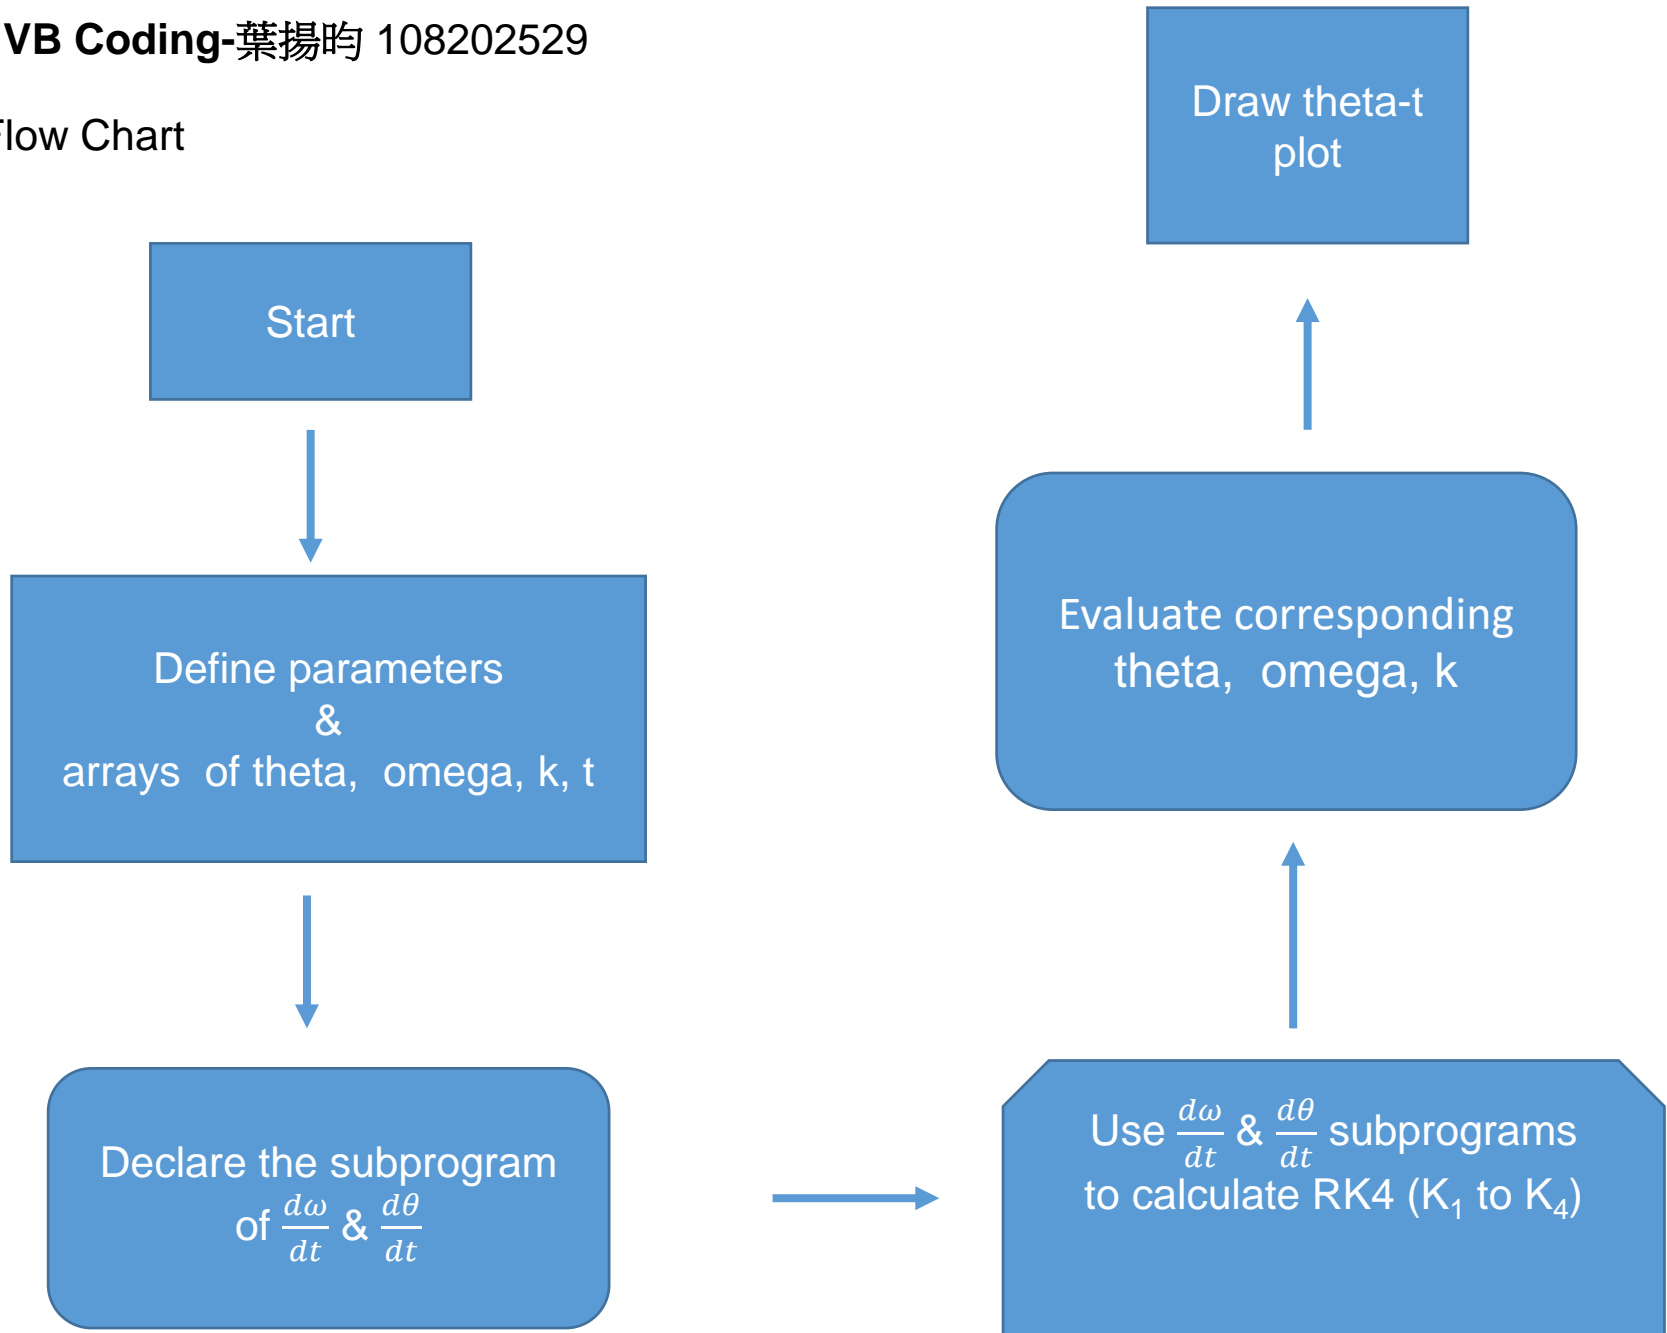 VB Coding-葉揚昀 108202529
Flow Chart
Start
Define parameters
&
arrays of theta, omega, k, t
Declare the subprogram
of dω/dt & dθ/dt
Use dω/dt & dθ/dt subprograms
to calculate RK4 (K₁ to K₄)
Evaluate corresponding
theta, omega, k
Draw theta-t
plot